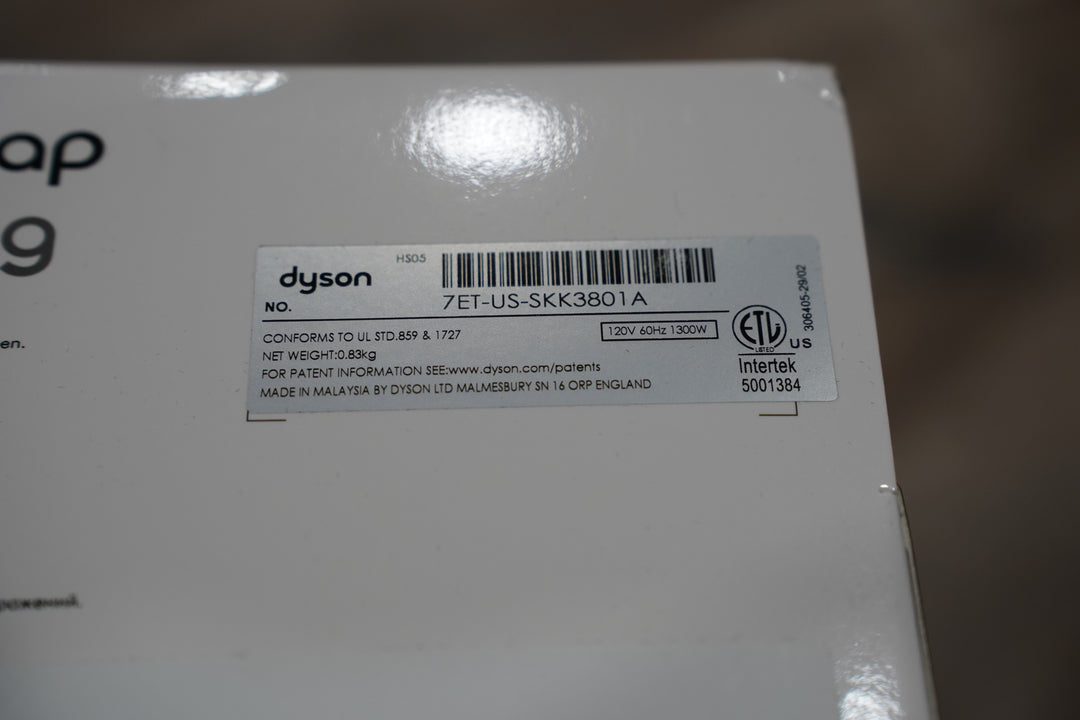 ap
g
en.
dyson
HS05
NO.
7ET-US-SKK3801A
CONFORMS TO UL STD.859 & 1727
120V 60Hz 1300W
NET WEIGHT:0.83kg
FOR PATENT INFORMATION SEE:www.dyson.com/patents
MADE IN MALAYSIA BY DYSON LTD MALMESBURY SN 16 ORP ENGLAND
ETL
LISTED
US
Intertek
5001384
306405-29/02